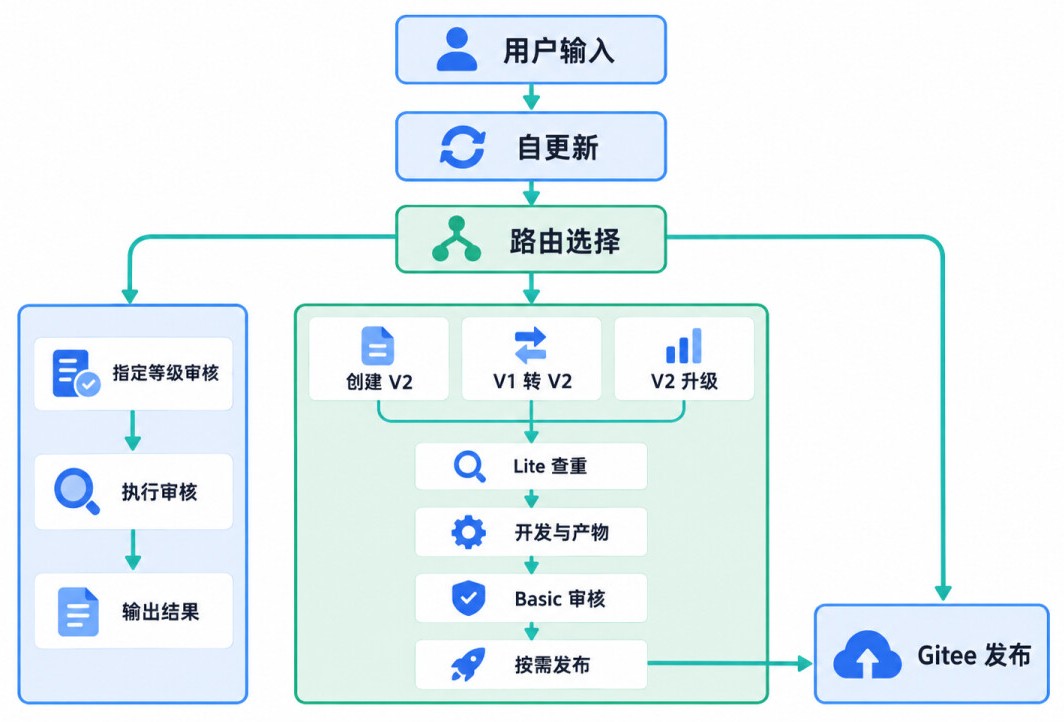 用户输入
自更新
路由选择
指定等级审核
执行审核
输出结果
创建 V2
V1 转 V2
V2 升级
Lite 查重
开发与产物
Basic 审核
按需发布
Gitee 发布